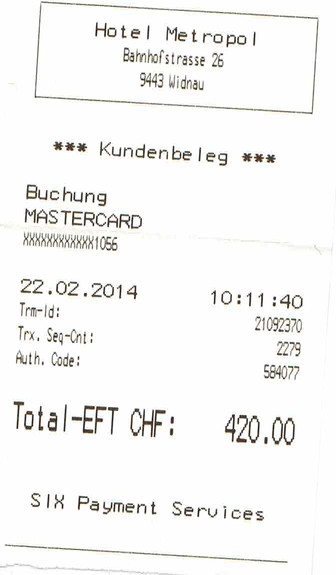 Hotel Metropol
Bahnhofstrasse 26
9443 Widnau
*** Kundenbeleg ***
Buchung
MASTERCARD
XXXXXXXXXXXX1056
22.02.2014 10:11:40
Trm-Id: 21092370
Trx. Seq-Cnt: 2279
Auth. Code: 584077
Total-EFT CHF: 420.00
SIX Payment Services